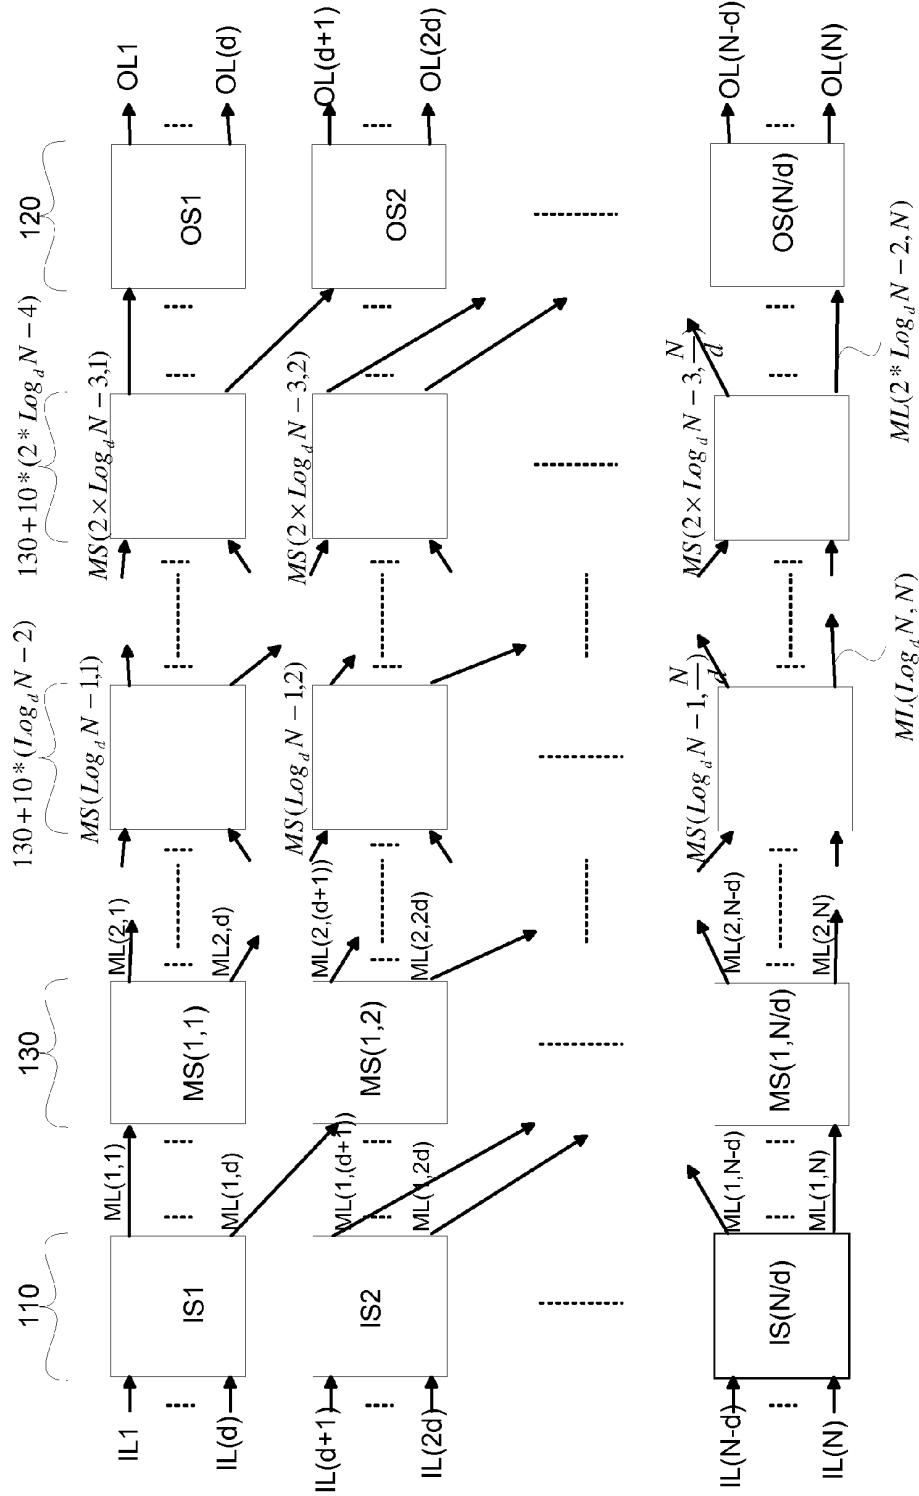 110
130
130+10*(Log_d N−2)
130+10*(2*Log_d N−4)
120
IL1
IL(d)
IS1
ML(1,1)
ML(1,d)
MS(1,1)
ML(2,1)
ML2,d)
MS(Log_d N−1,1)
MS(2×Log_d N−3,1)
OS1
OL1
OL(d)
IL(d+1)
IL(2d)
IS2
ML(1,(d+1))
ML(1,2d)
MS(1,2)
ML(2,(d+1))
ML(2,2d)
MS(Log_d N−1,2)
MS(2×Log_d N−3,2)
OS2
OL(d+1)
OL(2d)
IL(N-d)
IL(N)
IS(N/d)
ML(1,N-d)
ML(1,N)
MS(1,N/d)
ML(2,N-d)
ML(2,N)
MS(Log_d N−1,N/d)
MS(2×Log_d N−3,N/d)
OS(N/d)
OL(N-d)
OL(N)
ML(Log_d N,N)
ML(2*Log_d N−2,N)